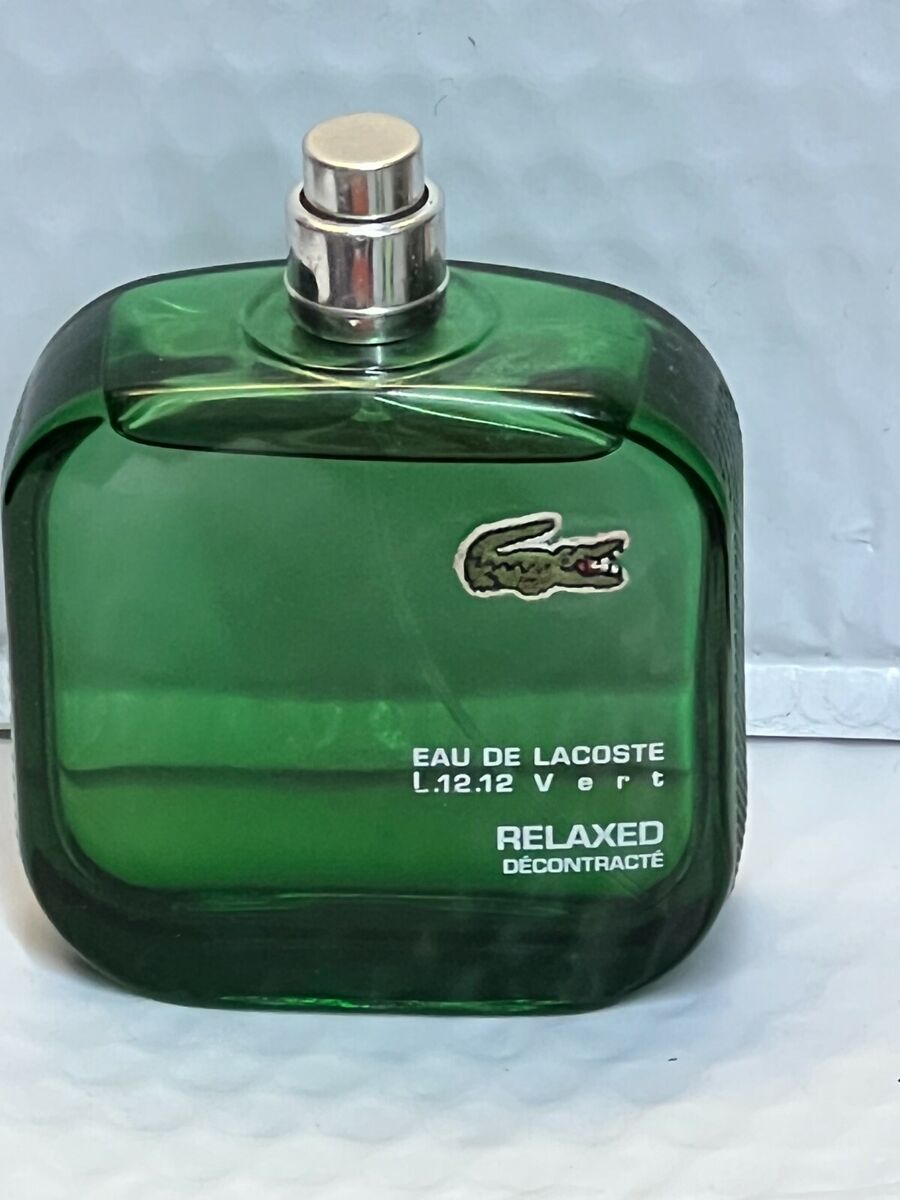 EAU DE LACOSTE
L.12.12 Vert
RELAXED
DÉCONTRACTÉ